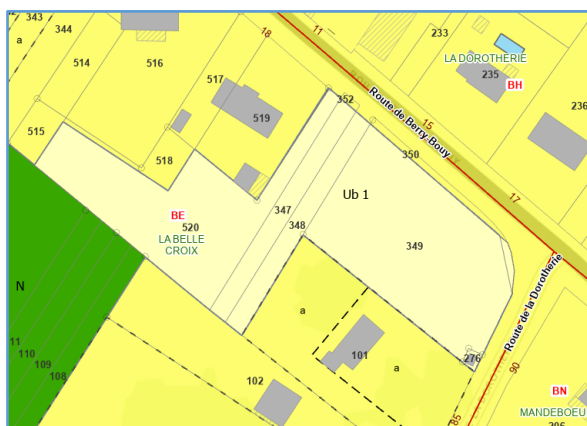 343
344
a
514
516
18
11
233
LA DOROTHERIE
235
BH
517
519
352
Route de Berry Bouy
236
515
518
350
15
17
Ub 1
347
BE
520
LA BELLE
CROIX
348
349
N
Route de la Dorotherie
a
11
110
109
108
101
276
a
90
102
BN
MANDEBOEU
85